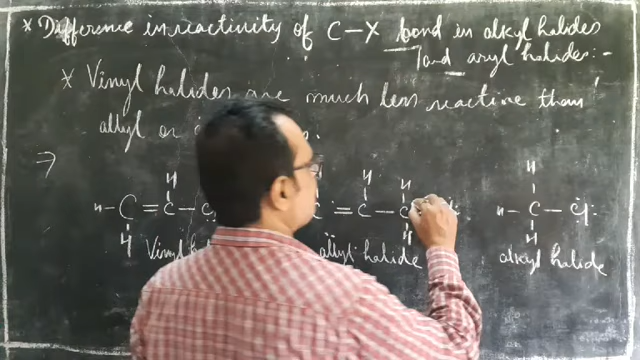 * Difference in reactivity of C-X bond in alkyl halides
and aryl halides:-
* Vinyl halides are much less reactive than
allyl or
⇒
H H H H
H-C=C-C =C-C H-C-Cl:
H H H
Vinyl allyl halide alkyl halide